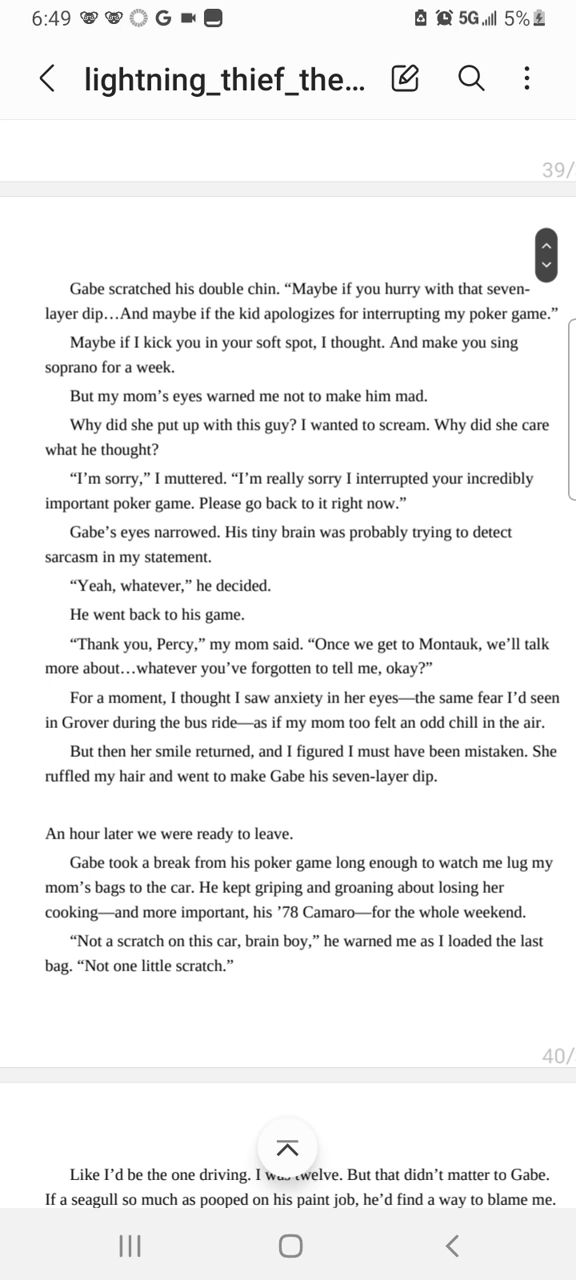 6:49 G 5G 5%
lightning_thief_the...
39/
Gabe scratched his double chin. “Maybe if you hurry with that seven-
layer dip…And maybe if the kid apologizes for interrupting my poker game.”
Maybe if I kick you in your soft spot, I thought. And make you sing
soprano for a week.
But my mom’s eyes warned me not to make him mad.
Why did she put up with this guy? I wanted to scream. Why did she care
what he thought?
“I’m sorry,” I muttered. “I’m really sorry I interrupted your incredibly
important poker game. Please go back to it right now.”
Gabe’s eyes narrowed. His tiny brain was probably trying to detect
sarcasm in my statement.
“Yeah, whatever,” he decided.
He went back to his game.
“Thank you, Percy,” my mom said. “Once we get to Montauk, we’ll talk
more about…whatever you’ve forgotten to tell me, okay?”
For a moment, I thought I saw anxiety in her eyes—the same fear I’d seen
in Grover during the bus ride—as if my mom too felt an odd chill in the air.
But then her smile returned, and I figured I must have been mistaken. She
ruffled my hair and went to make Gabe his seven-layer dip.
An hour later we were ready to leave.
Gabe took a break from his poker game long enough to watch me lug my
mom’s bags to the car. He kept griping and groaning about losing her
cooking—and more important, his ’78 Camaro—for the whole weekend.
“Not a scratch on this car, brain boy,” he warned me as I loaded the last
bag. “Not one little scratch.”
40/
Like I’d be the one driving. I was twelve. But that didn’t matter to Gabe.
If a seagull so much as pooped on his paint job, he’d find a way to blame me.